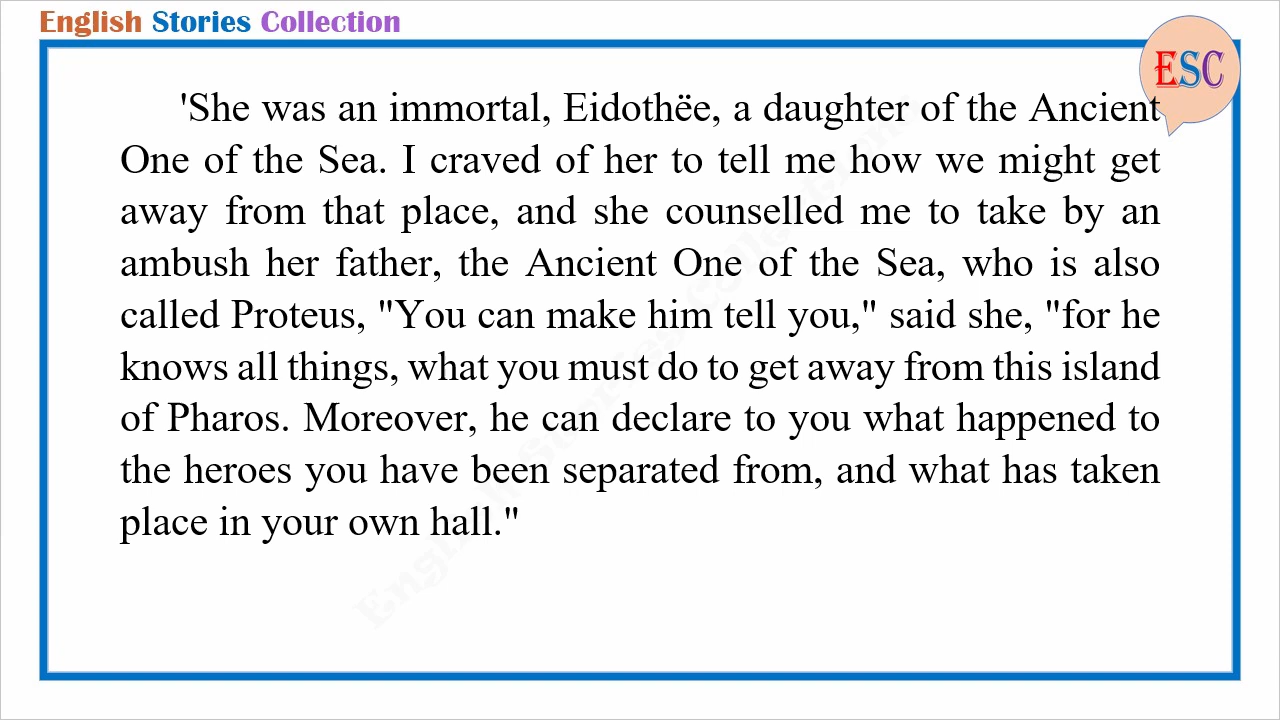 English Stories Collection
ESC
'She was an immortal, Eidothëe, a daughter of the Ancient
One of the Sea. I craved of her to tell me how we might get
away from that place, and she counselled me to take by an
ambush her father, the Ancient One of the Sea, who is also
called Proteus, "You can make him tell you," said she, "for he
knows all things, what you must do to get away from this island
of Pharos. Moreover, he can declare to you what happened to
the heroes you have been separated from, and what has taken
place in your own hall."
English Stories Collection